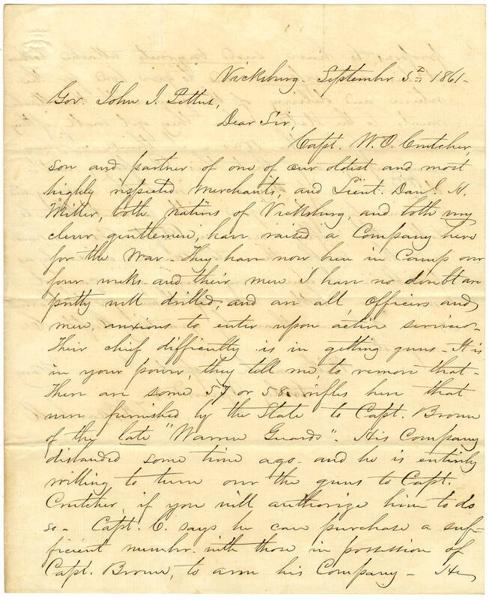 Vicksburg. September 5th 1861-
Gov. John J. Pettus,
Dear Sir,
Capt. W. O. Crutcher,
son and partner of one of our oldest and most
highly respected Merchants, and Lieut. Danl. H.
Miller, both natives of Vicksburg, and both very
clever gentlemen, have raised a Company here
for the War. They have now been in Camp over
four weeks and their men I have no doubt are
pretty well drilled, and are all, officers and
men, anxious to enter upon active service-
Their chief difficulty is in getting guns- It is
in your power, they tell me, to remove that-
There are some 57 or 58 rifles here that
were furnished by the State to Capt. Brown
of the late "Warren Guards". His Company
disbanded some time ago and he is entirely
willing to turn over the guns to Capt.
Crutcher, if you will authorize him to do
so- Capt. C. says he can purchase a suf-
ficient number with those in possession of
Capt. Brown, to arm his Company - He